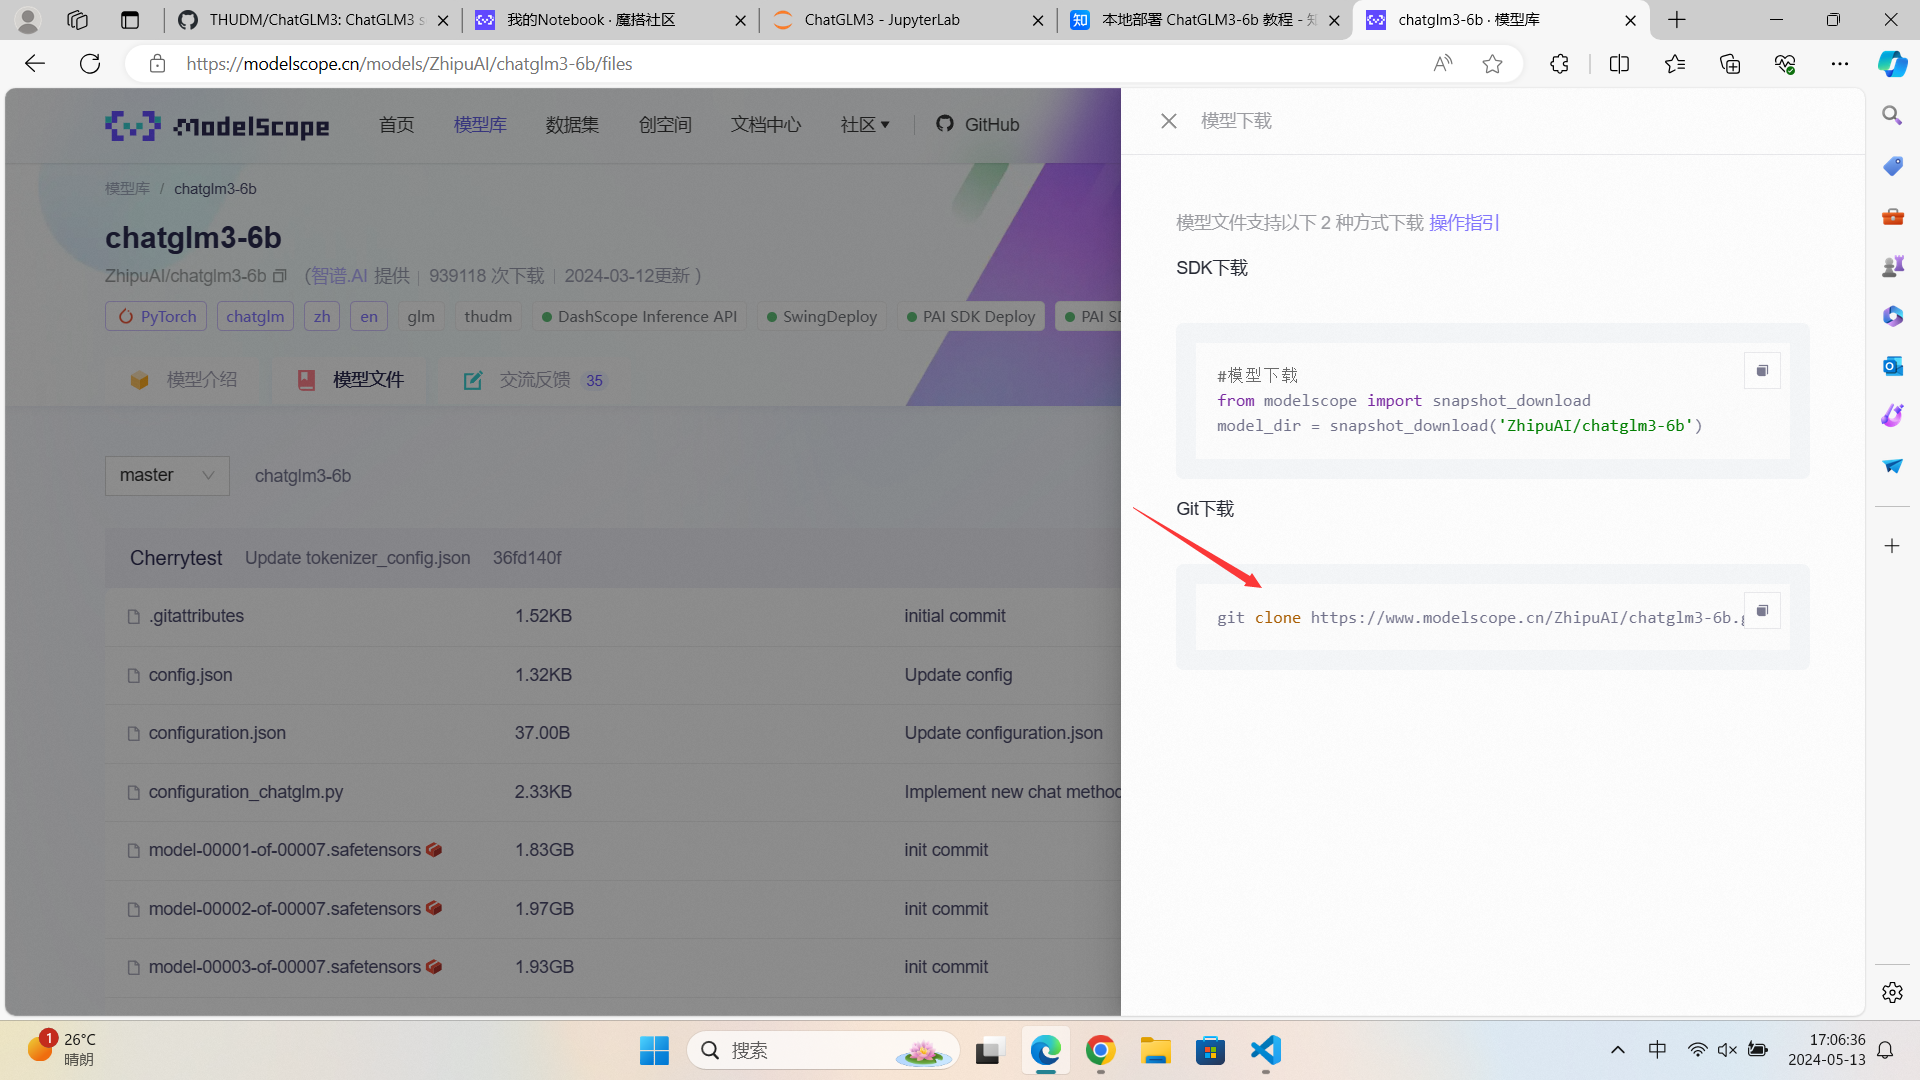 THUDM/ChatGLM3: ChatGLM3 s
我的Notebook · 魔搭社区
ChatGLM3 - JupyterLab
知
本地部署 ChatGLM3-6b 教程 - 知
chatglm3-6b · 模型库
https://modelscope.cn/models/ZhipuAI/chatglm3-6b/files
ModelScope
首页
模型库
数据集
创空间
文档中心
社区
GitHub
模型库 / chatglm3-6b
chatglm3-6b
ZhipuAI/chatglm3-6b (智谱.AI 提供 | 939118 次下载 | 2024-03-12更新 )
PyTorch
chatglm
zh
en
glm
thudm
DashScope Inference API
SwingDeploy
PAI SDK Deploy
PAI SD
模型介绍
模型文件
交流反馈 35
master
chatglm3-6b
Cherrytest Update tokenizer_config.json 36fd140f
.gitattributes 1.52KB initial commit
config.json 1.32KB Update config
configuration.json 37.00B Update configuration.json
configuration_chatglm.py 2.33KB Implement new chat method
model-00001-of-00007.safetensors 1.83GB init commit
model-00002-of-00007.safetensors 1.97GB init commit
model-00003-of-00007.safetensors 1.93GB init commit
模型下载
模型文件支持以下 2 种方式下载 操作指引
SDK下载
#模型下载
from modelscope import snapshot_download
model_dir = snapshot_download('ZhipuAI/chatglm3-6b')
Git下载
git clone https://www.modelscope.cn/ZhipuAI/chatglm3-6b.g
1
26°C
晴朗
搜索
中
17:06:36
2024-05-13